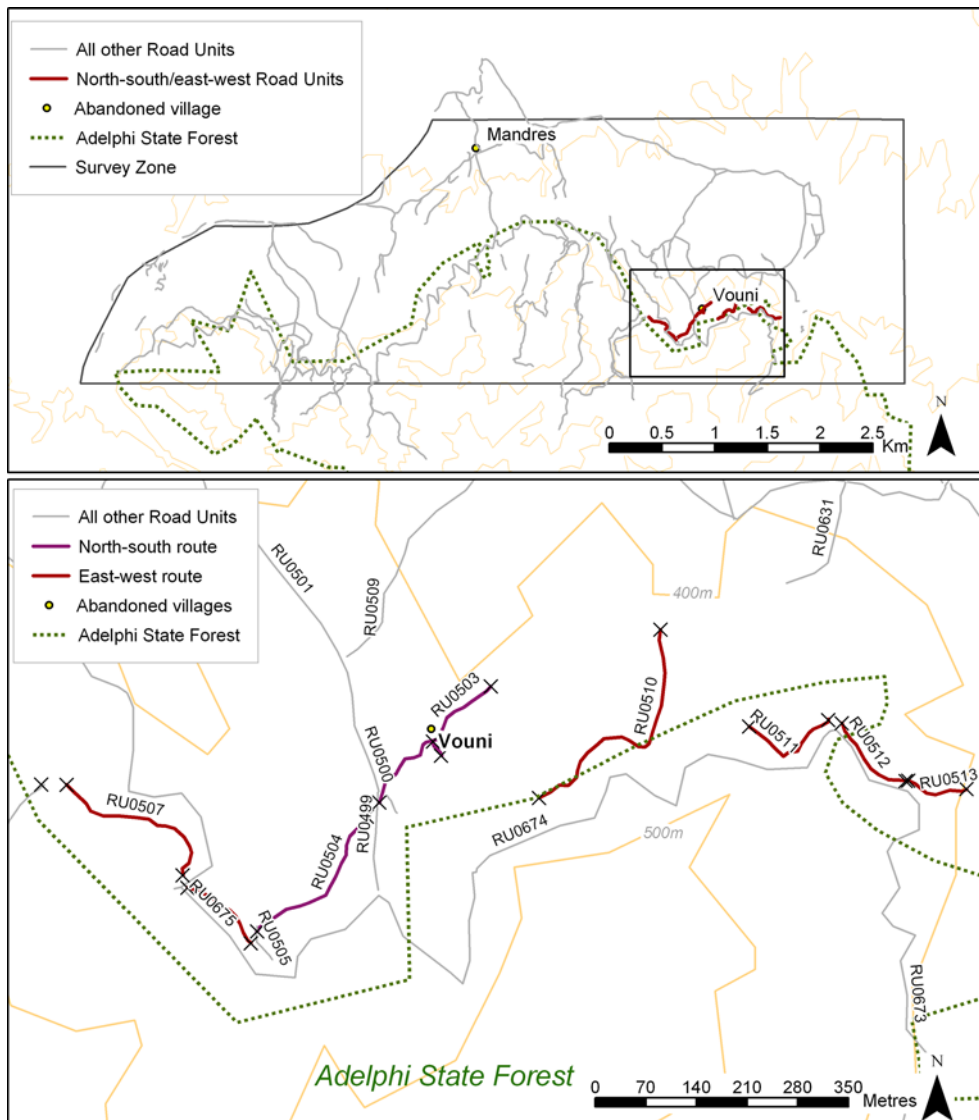 All other Road Units
North-south/east-west Road Units
Abandoned village
Adelphi State Forest
Survey Zone
Mandres
Vouni
N
0 0.5 1 1.5 2 2.5
Km
All other Road Units
North-south route
East-west route
Abandoned villages
Adelphi State Forest
RU0501
RU0509
RU0631
400m
RU0503
RU0510
Vouni
RU0500
RU0511
RU0512
RU0513
RU0507
RU0499
RU0674
500m
RU0504
RU0675
RU0505
RU0673
Adelphi State Forest
N
0 70 140 210 280 350
Metres